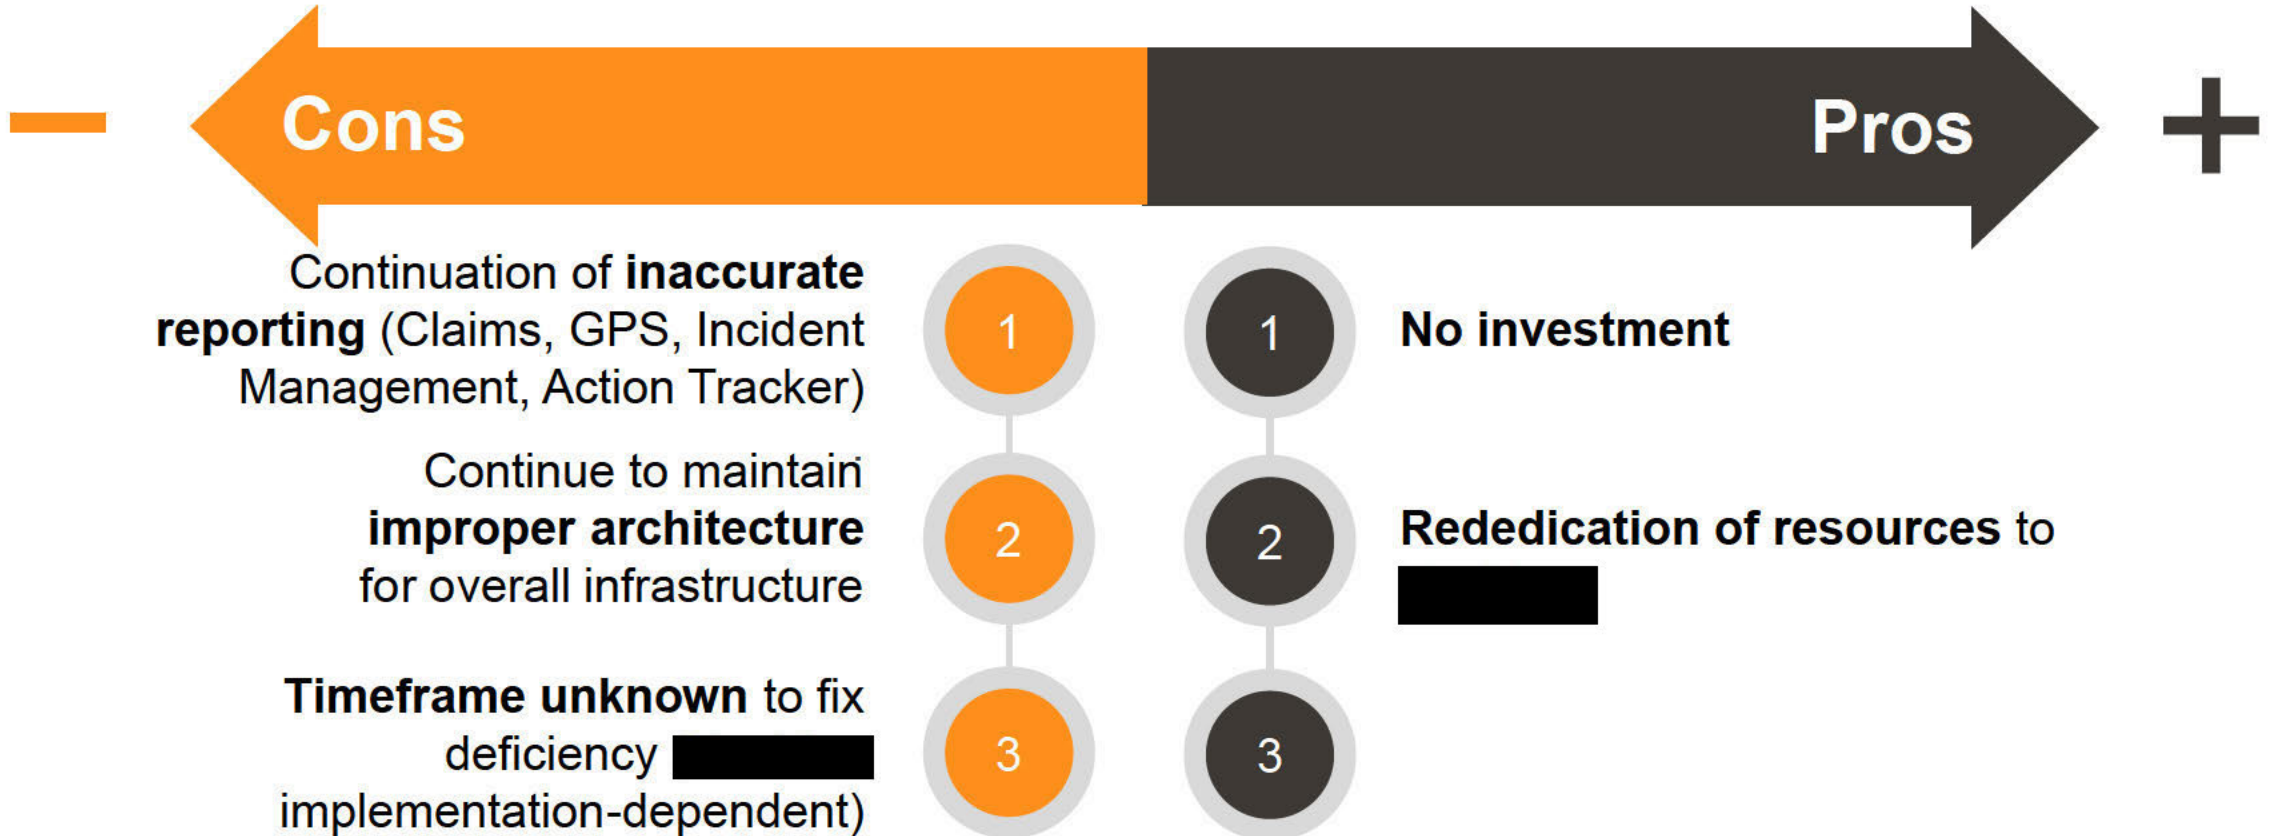 Cons
Pros
Continuation of inaccurate
reporting (Claims, GPS, Incident
Management, Action Tracker)
1
1
No investment
Continue to maintain
improper architecture
for overall infrastructure
2
2
Rededication of resources to
Timeframe unknown to fix
deficiency
implementation-dependent)
3
3